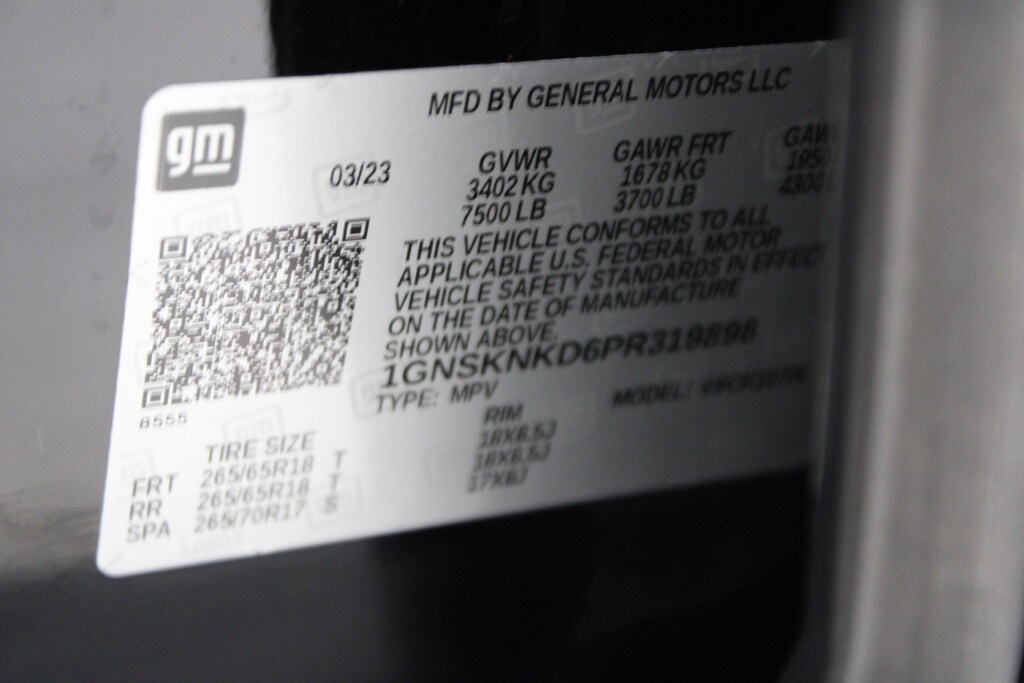 MFD BY GENERAL MOTORS LLC
gm
03/23
GVWR
3402 KG
7500 LB
GAWR FRT
1678 KG
3700 LB
GAW
1950
4300
THIS VEHICLE CONFORMS TO ALL
APPLICABLE U.S. FEDERAL MOTOR
VEHICLE SAFETY STANDARDS IN EFFECT
ON THE DATE OF MANUFACTURE
SHOWN ABOVE.
1GNSKNKD6PR319898
TYPE: MPV
MODEL:
8555
TIRE SIZE
RIM
FRT 265/65R18 T 18X8.5J
RR 265/65R18 T 18X8.5J
SPA 265/70R17 S 17X8J